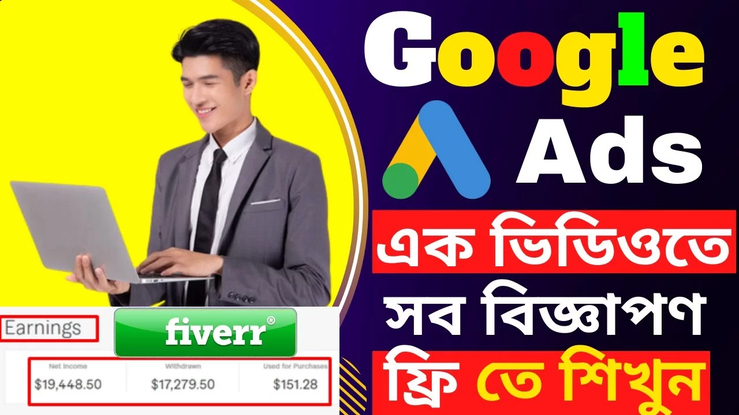 Google
Ads
এক ভিডিওতে
সব বিজ্ঞাপণ
ফ্রি তে শিখুন
Earnings
fiverr®
Net Income Withdrawn Used for Purchases
$19,448.50 $17,279.50 $151.28